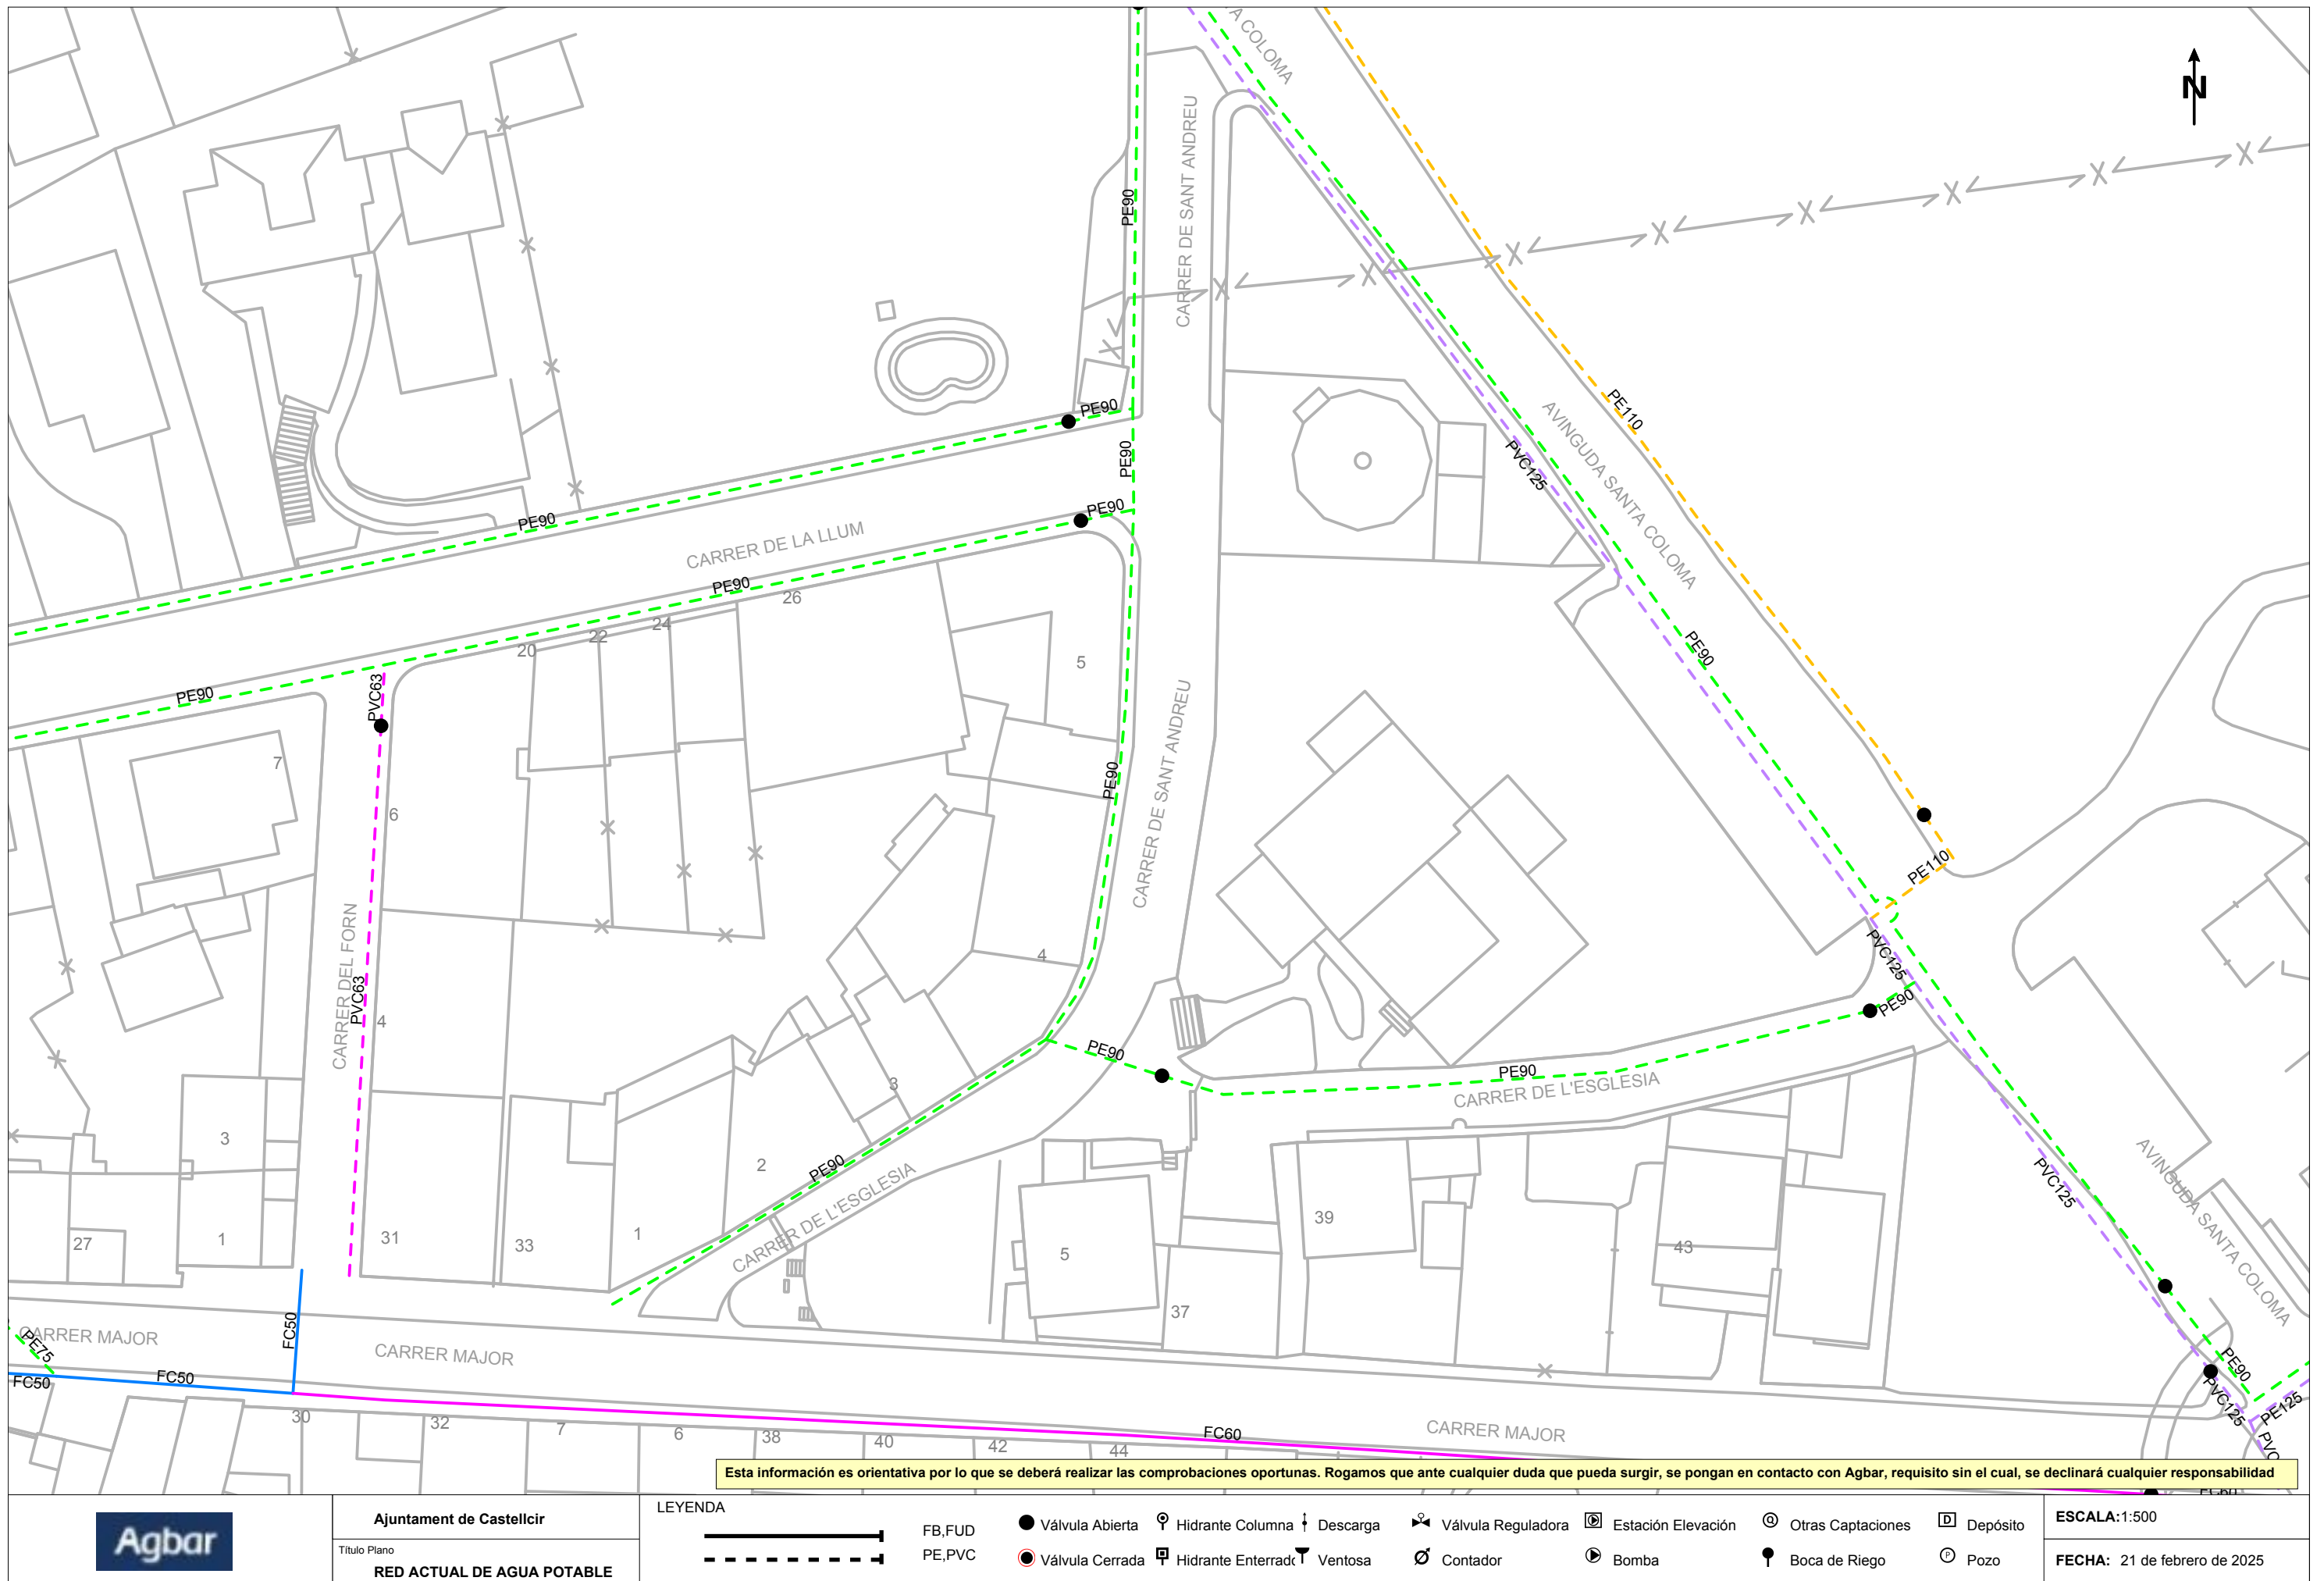 A COLOMA
N
CARRER DE SANT ANDREU
PE90
PE90
PE110
AVINGUDA SANTA COLOMA
PE90
PVC125
PE90
PE90
CARRER DE LA LLUM
PE90
26
24
22
20
5
PE90
PE90
PVC63
CARRER DE SANT ANDREU
7
PE90
6
PE110
CARRER DEL FORN
PVC63
4
4
PVC125
PE90
PE90
PE90
CARRER DE L'ESGLESIA
3
3
2
PE90
CARRER DE L'ESGLESIA
PVC125
AVINGUDA SANTA COLOMA
27
1
31
33
1
5
39
43
37
FC50
CARRER MAJOR
PE75
CARRER MAJOR
FC50
FC50
PE90
PVC125
PE125
PVC
30
32
7
6
38
40
42
44
FC60
CARRER MAJOR
Esta información es orientativa por lo que se deberá realizar las comprobaciones oportunas. Rogamos que ante cualquier duda que pueda surgir, se pongan en contacto con Agbar, requisito sin el cual, se declinará cualquier responsabilidad
FC60
Agbar
Ajuntament de Castellcir
Título Plano
RED ACTUAL DE AGUA POTABLE
LEYENDA
FB,FUD
PE,PVC
Válvula Abierta
Hidrante Columna
Descarga
Válvula Reguladora
Estación Elevación
Otras Captaciones
D Depósito
Válvula Cerrada
Hidrante Enterrado
Ventosa
Contador
Bomba
Boca de Riego
P Pozo
ESCALA:1:500
FECHA: 21 de febrero de 2025